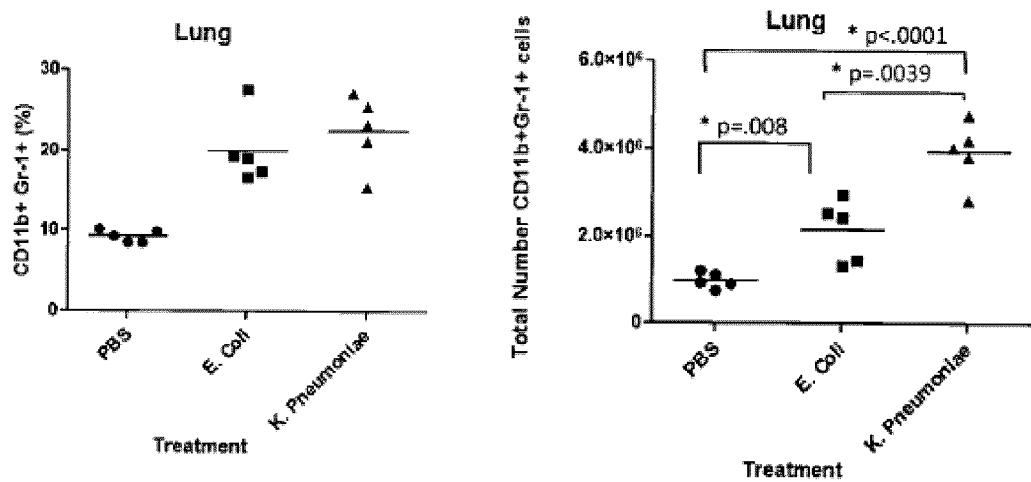 Lung
CD11b+ Gr-1+ (%)
30
20
10
0
PBS
E. Coli
K. Pneumoniae
Treatment
Lung
Total Number CD11b+Gr-1+ cells
6.0×10⁶
4.0×10⁶
2.0×10⁶
0
* p<.0001
* p=.0039
* p=.008
PBS
E. Coli
K. Pneumoniae
Treatment